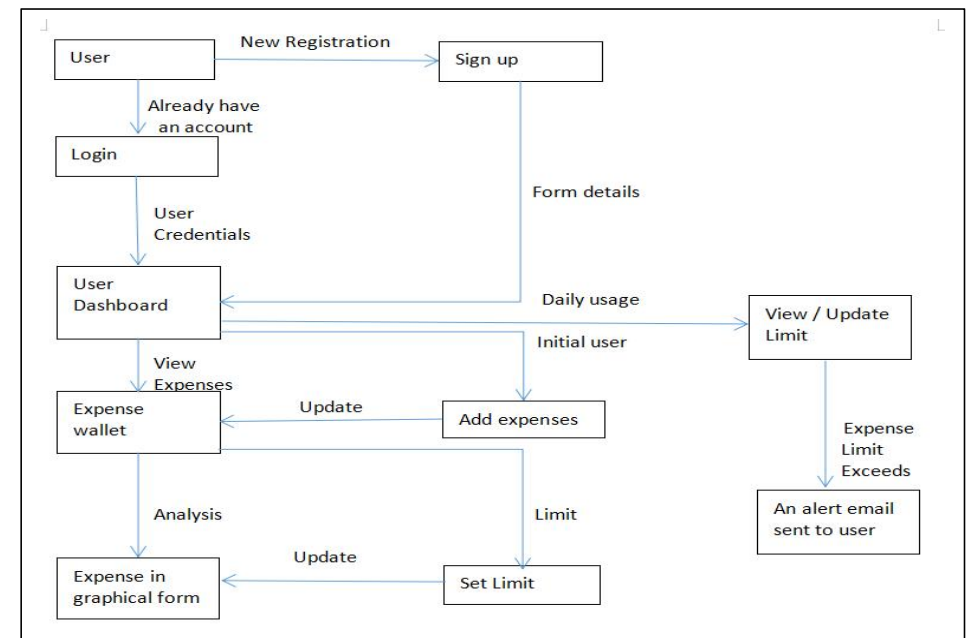 New Registration
User
Sign up
Already have
an account
Login
Form details
User
Credentials
User
Dashboard
Daily usage
View / Update
Limit
Initial user
View
Expenses
Expense
wallet
Update
Add expenses
Expense
Limit
Exceeds
Analysis
Limit
An alert email
sent to user
Update
Expense in
graphical form
Set Limit